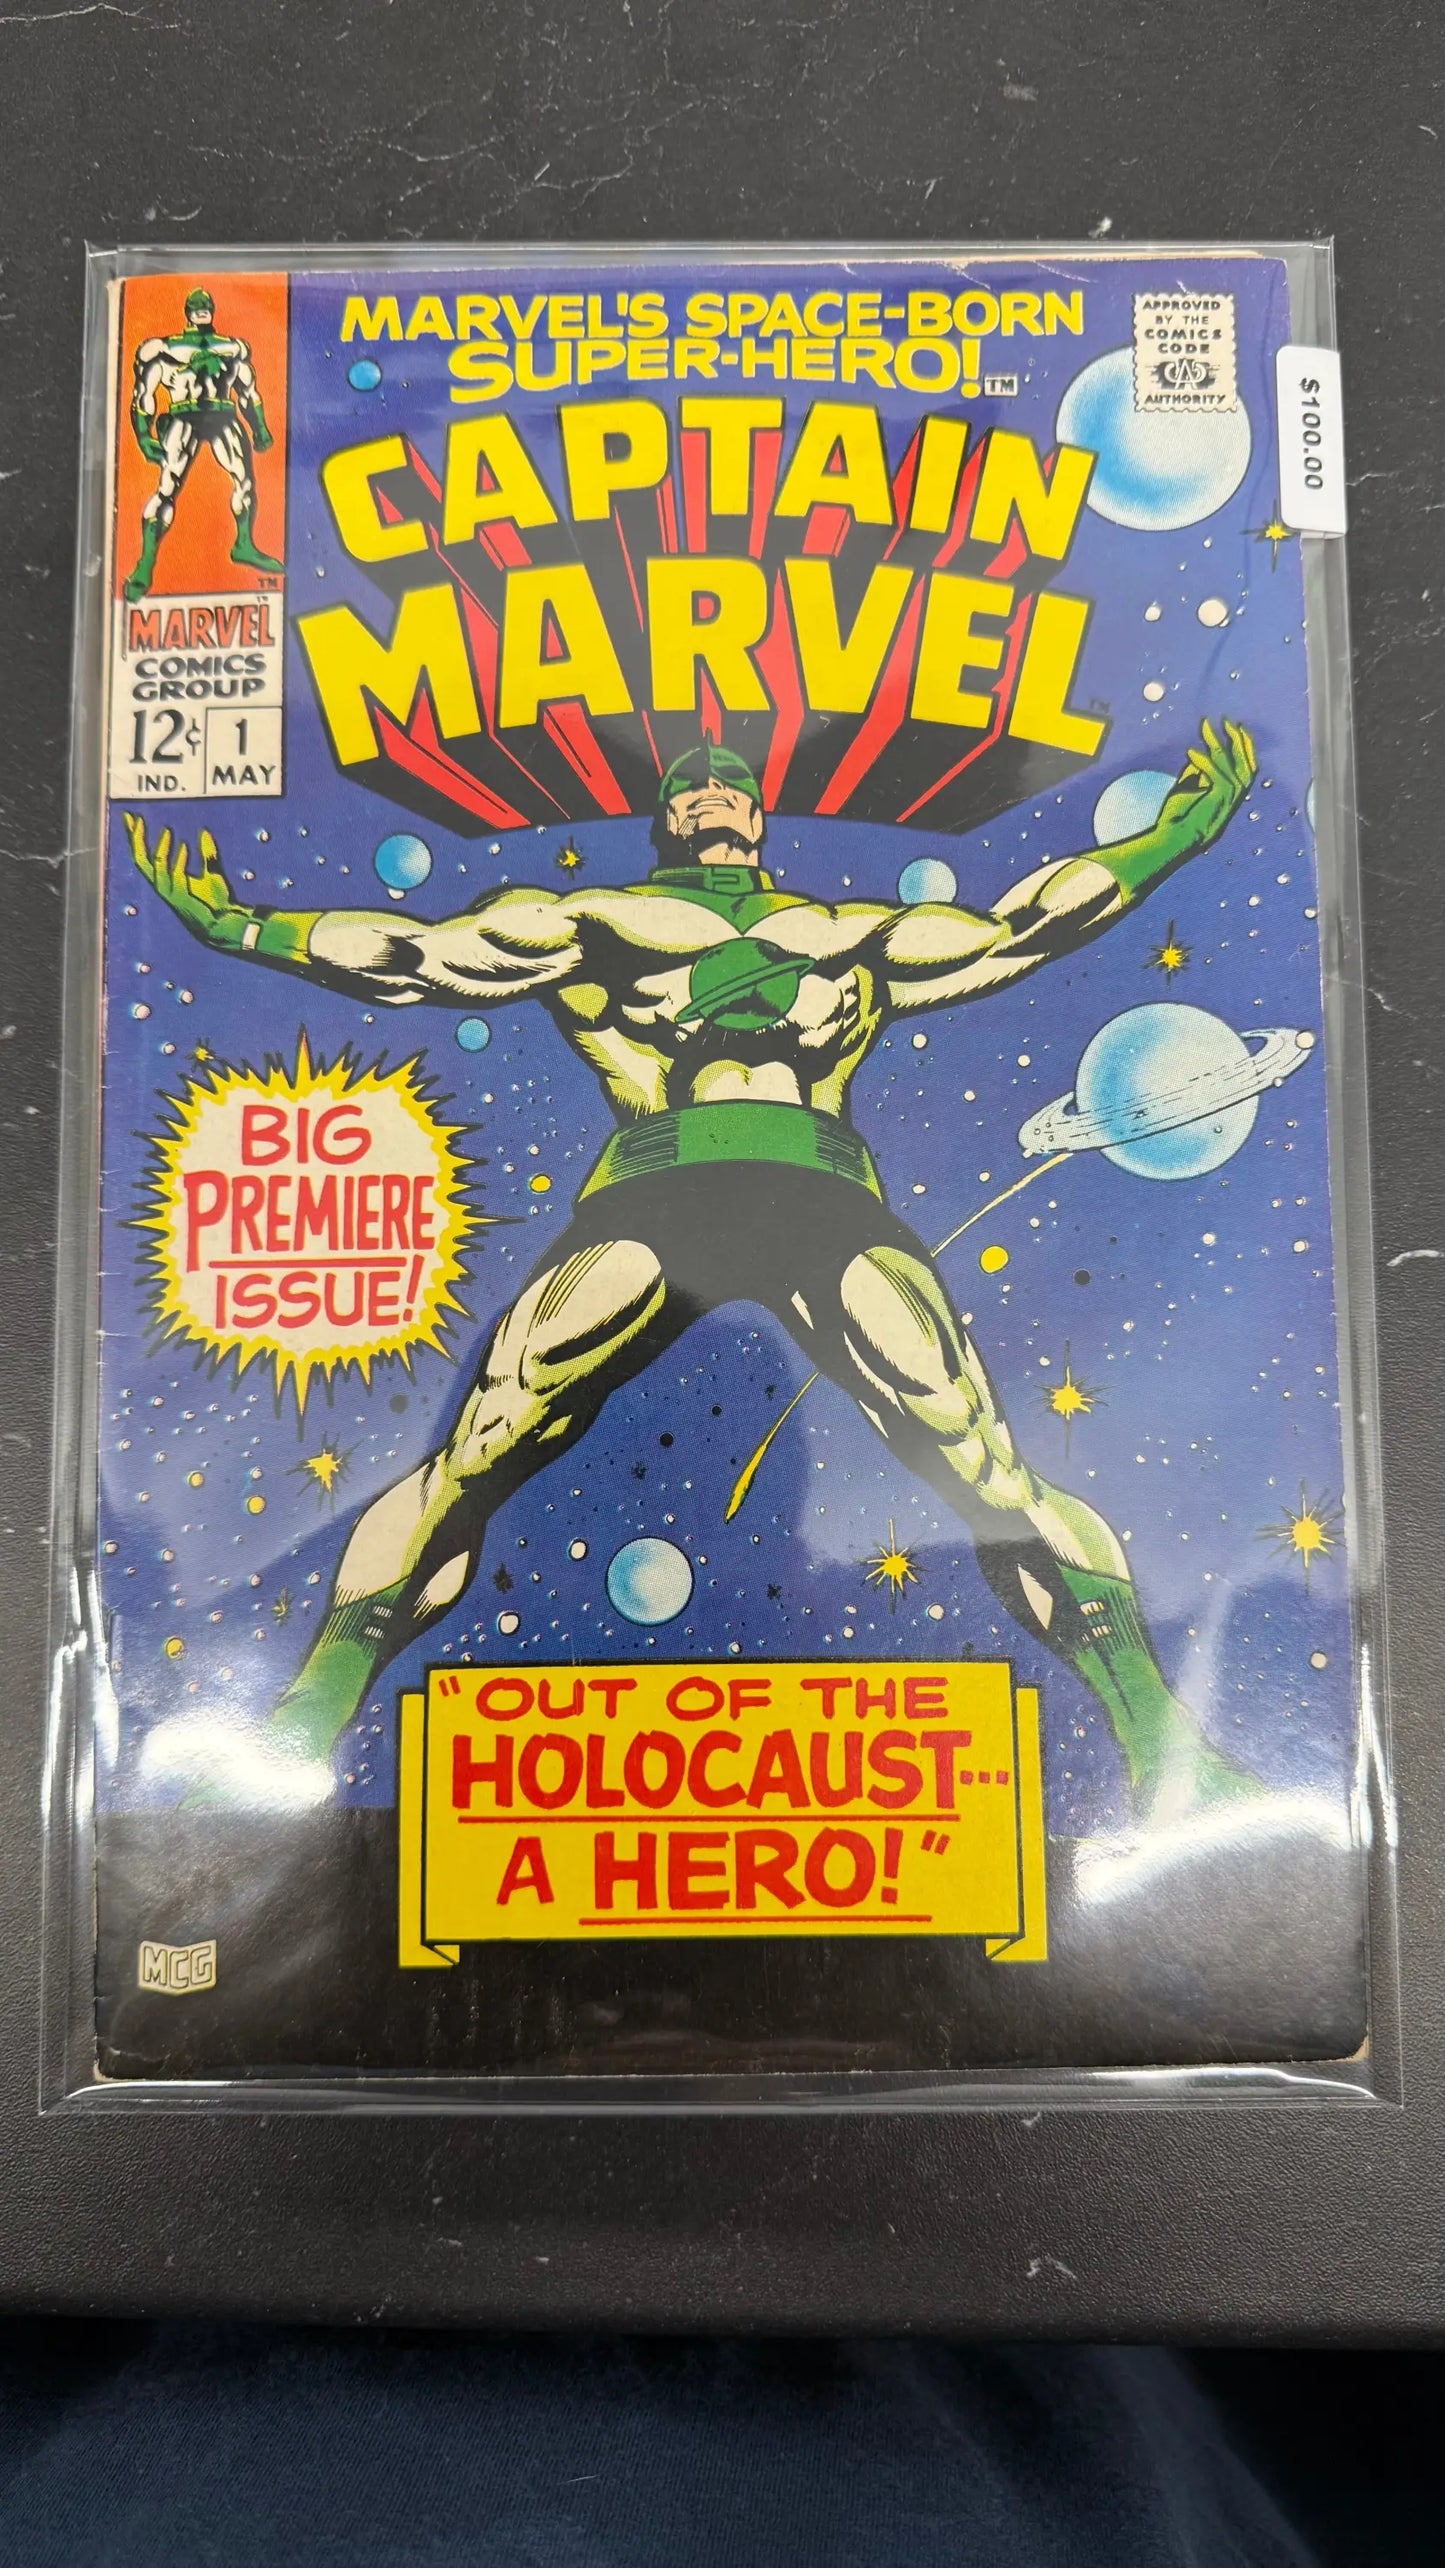 MARVEL'S SPACE-BORN
SUPER-HERO! TM
CAPTAIN
MARVEL TM
APPROVED
BY THE
COMICS
CODE
CA
AUTHORITY
$100.00
TM
MARVEL
COMICS
GROUP
12¢
IND.
1
MAY
BIG
PREMIERE
ISSUE!
"OUT OF THE
HOLOCAUST...
A HERO!"
MCG